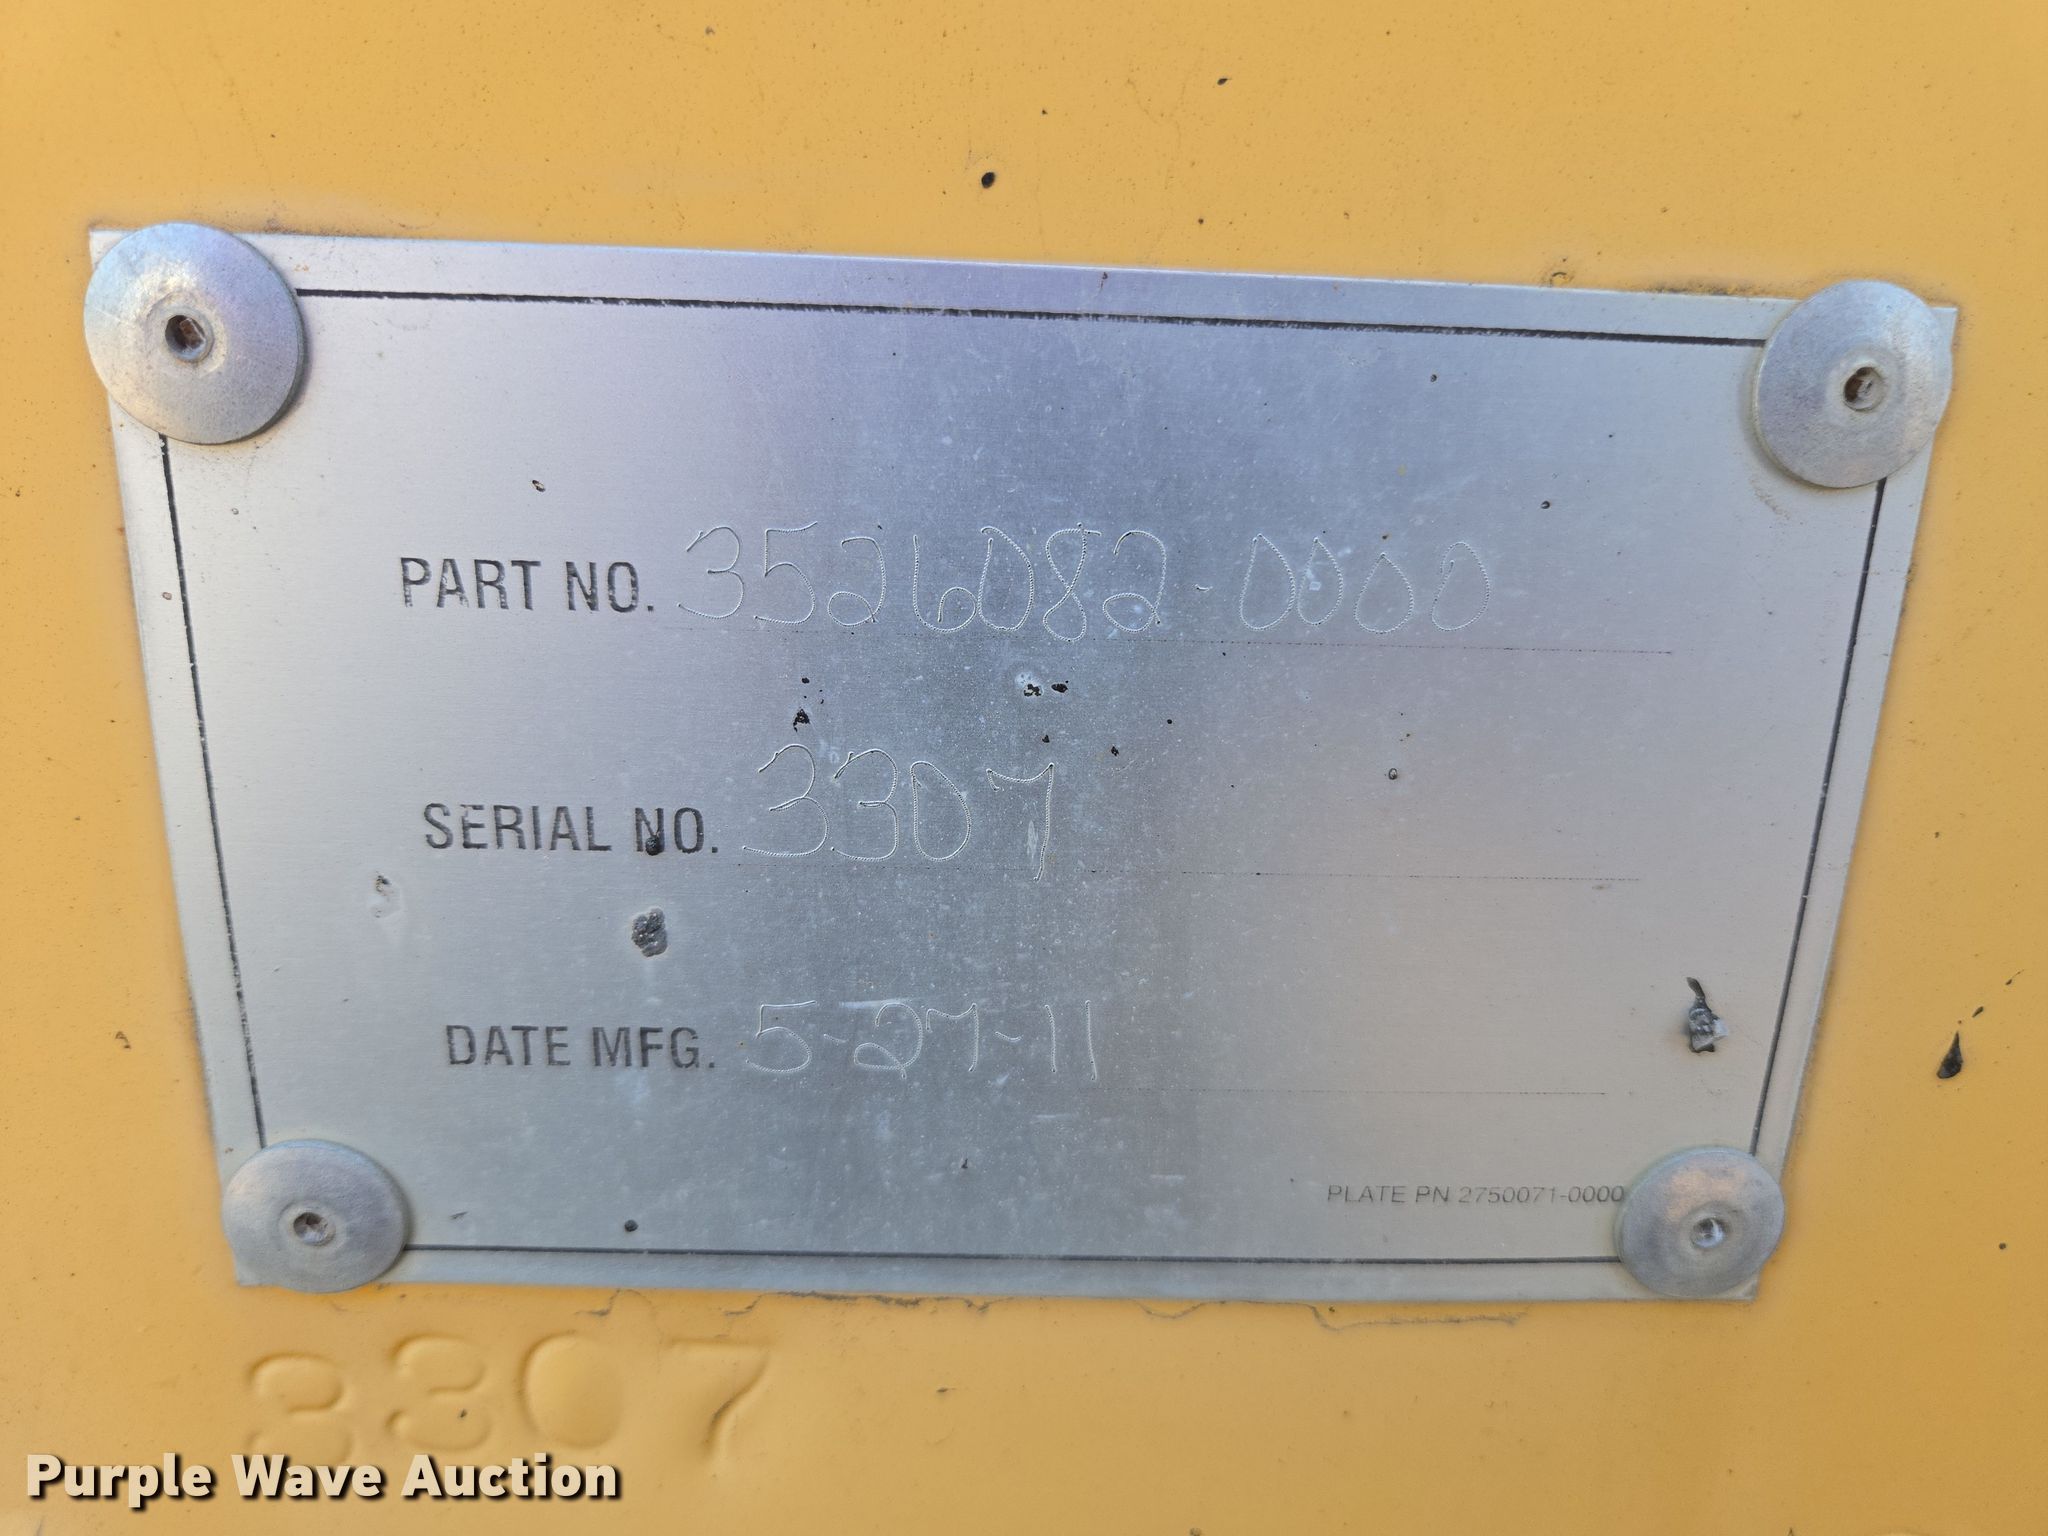 PART NO. 3526082-0000
SERIAL NO. 3307
DATE MFG. 5-27-11
PLATE PN 2750071-0000
3307
Purple Wave Auction